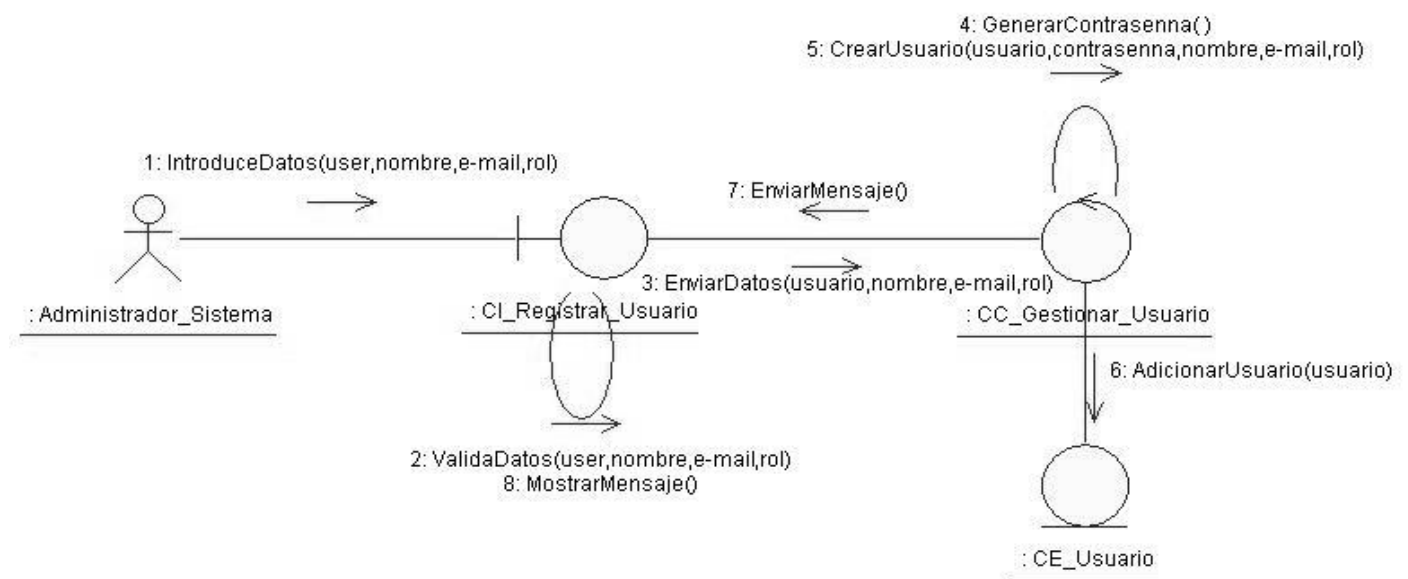 4: GenerarContrasenna( )
5: CrearUsuario(usuario,contrasenna,nombre,e-mail,rol)
1: IntroduceDatos(user,nombre,e-mail,rol)
7: EnviarMensaje()
3: EnviarDatos(usuario,nombre,e-mail,rol)
: Administrador_Sistema
: CI_Registrar_Usuario
: CC_Gestionar_Usuario
6: AdicionarUsuario(usuario)
2: ValidaDatos(user,nombre,e-mail,rol)
8: MostrarMensaje()
: CE_Usuario